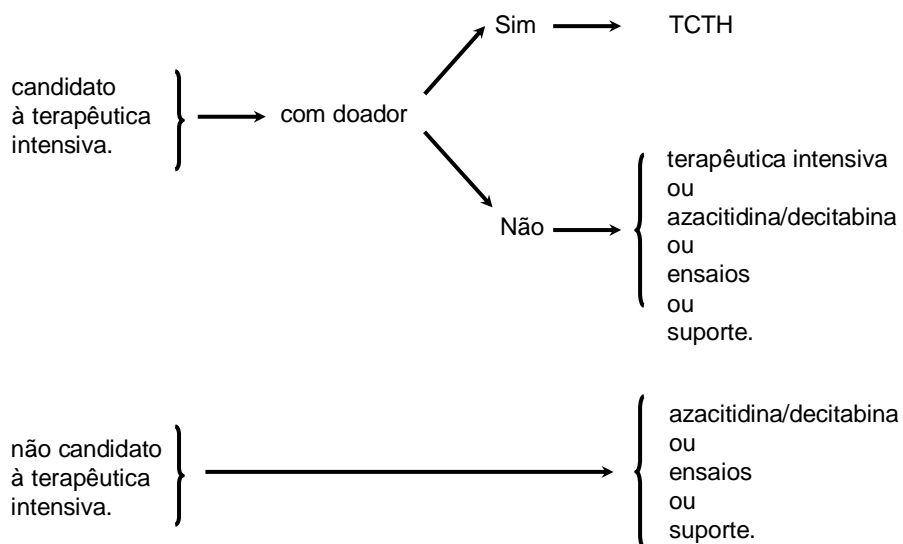 Sim
TCTH
candidato
à terapêutica
intensiva.
com doador
Não
terapêutica intensiva
ou
azacitidina/decitabina
ou
ensaios
ou
suporte.
não candidato
à terapêutica
intensiva.
azacitidina/decitabina
ou
ensaios
ou
suporte.